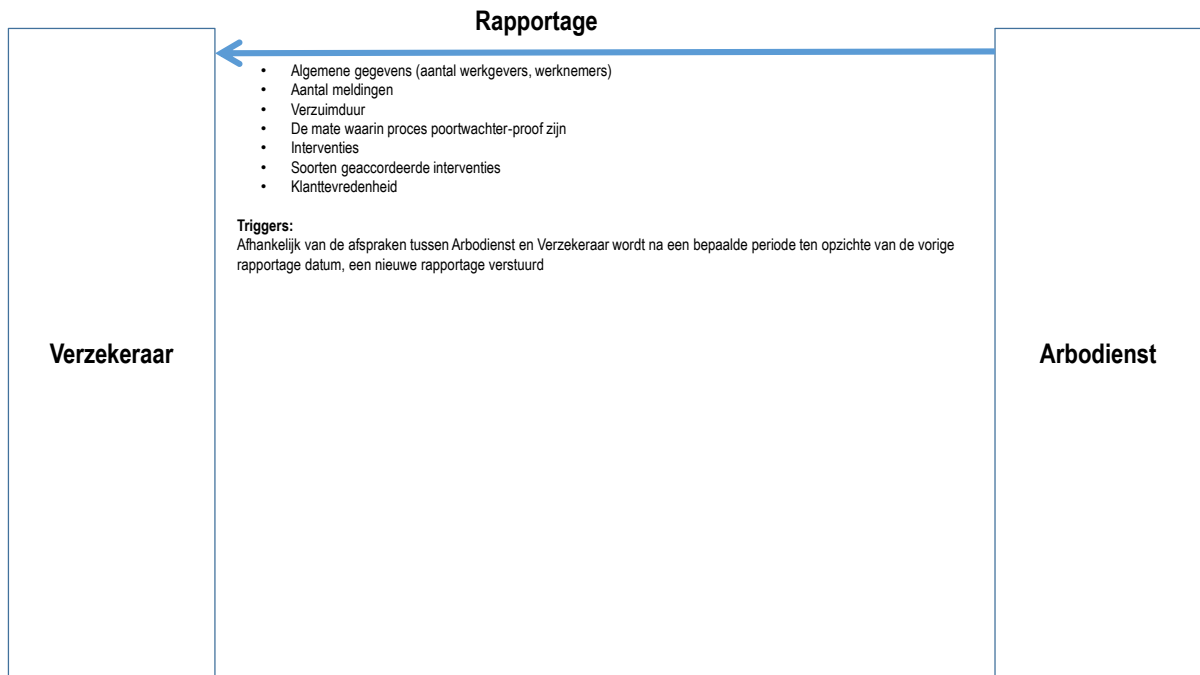 Rapportage
• Algemene gegevens (aantal werkgevers, werknemers)
• Aantal meldingen
• Verzuimduur
• De mate waarin proces poortwachter-proof zijn
• Interventies
• Soorten geaccordeerde interventies
• Klanttevredenheid
Triggers:
Afhankelijk van de afspraken tussen Arbodienst en Verzekeraar wordt na een bepaalde periode ten opzichte van de vorige
rapportage datum, een nieuwe rapportage verstuurd
Verzekeraar
Arbodienst